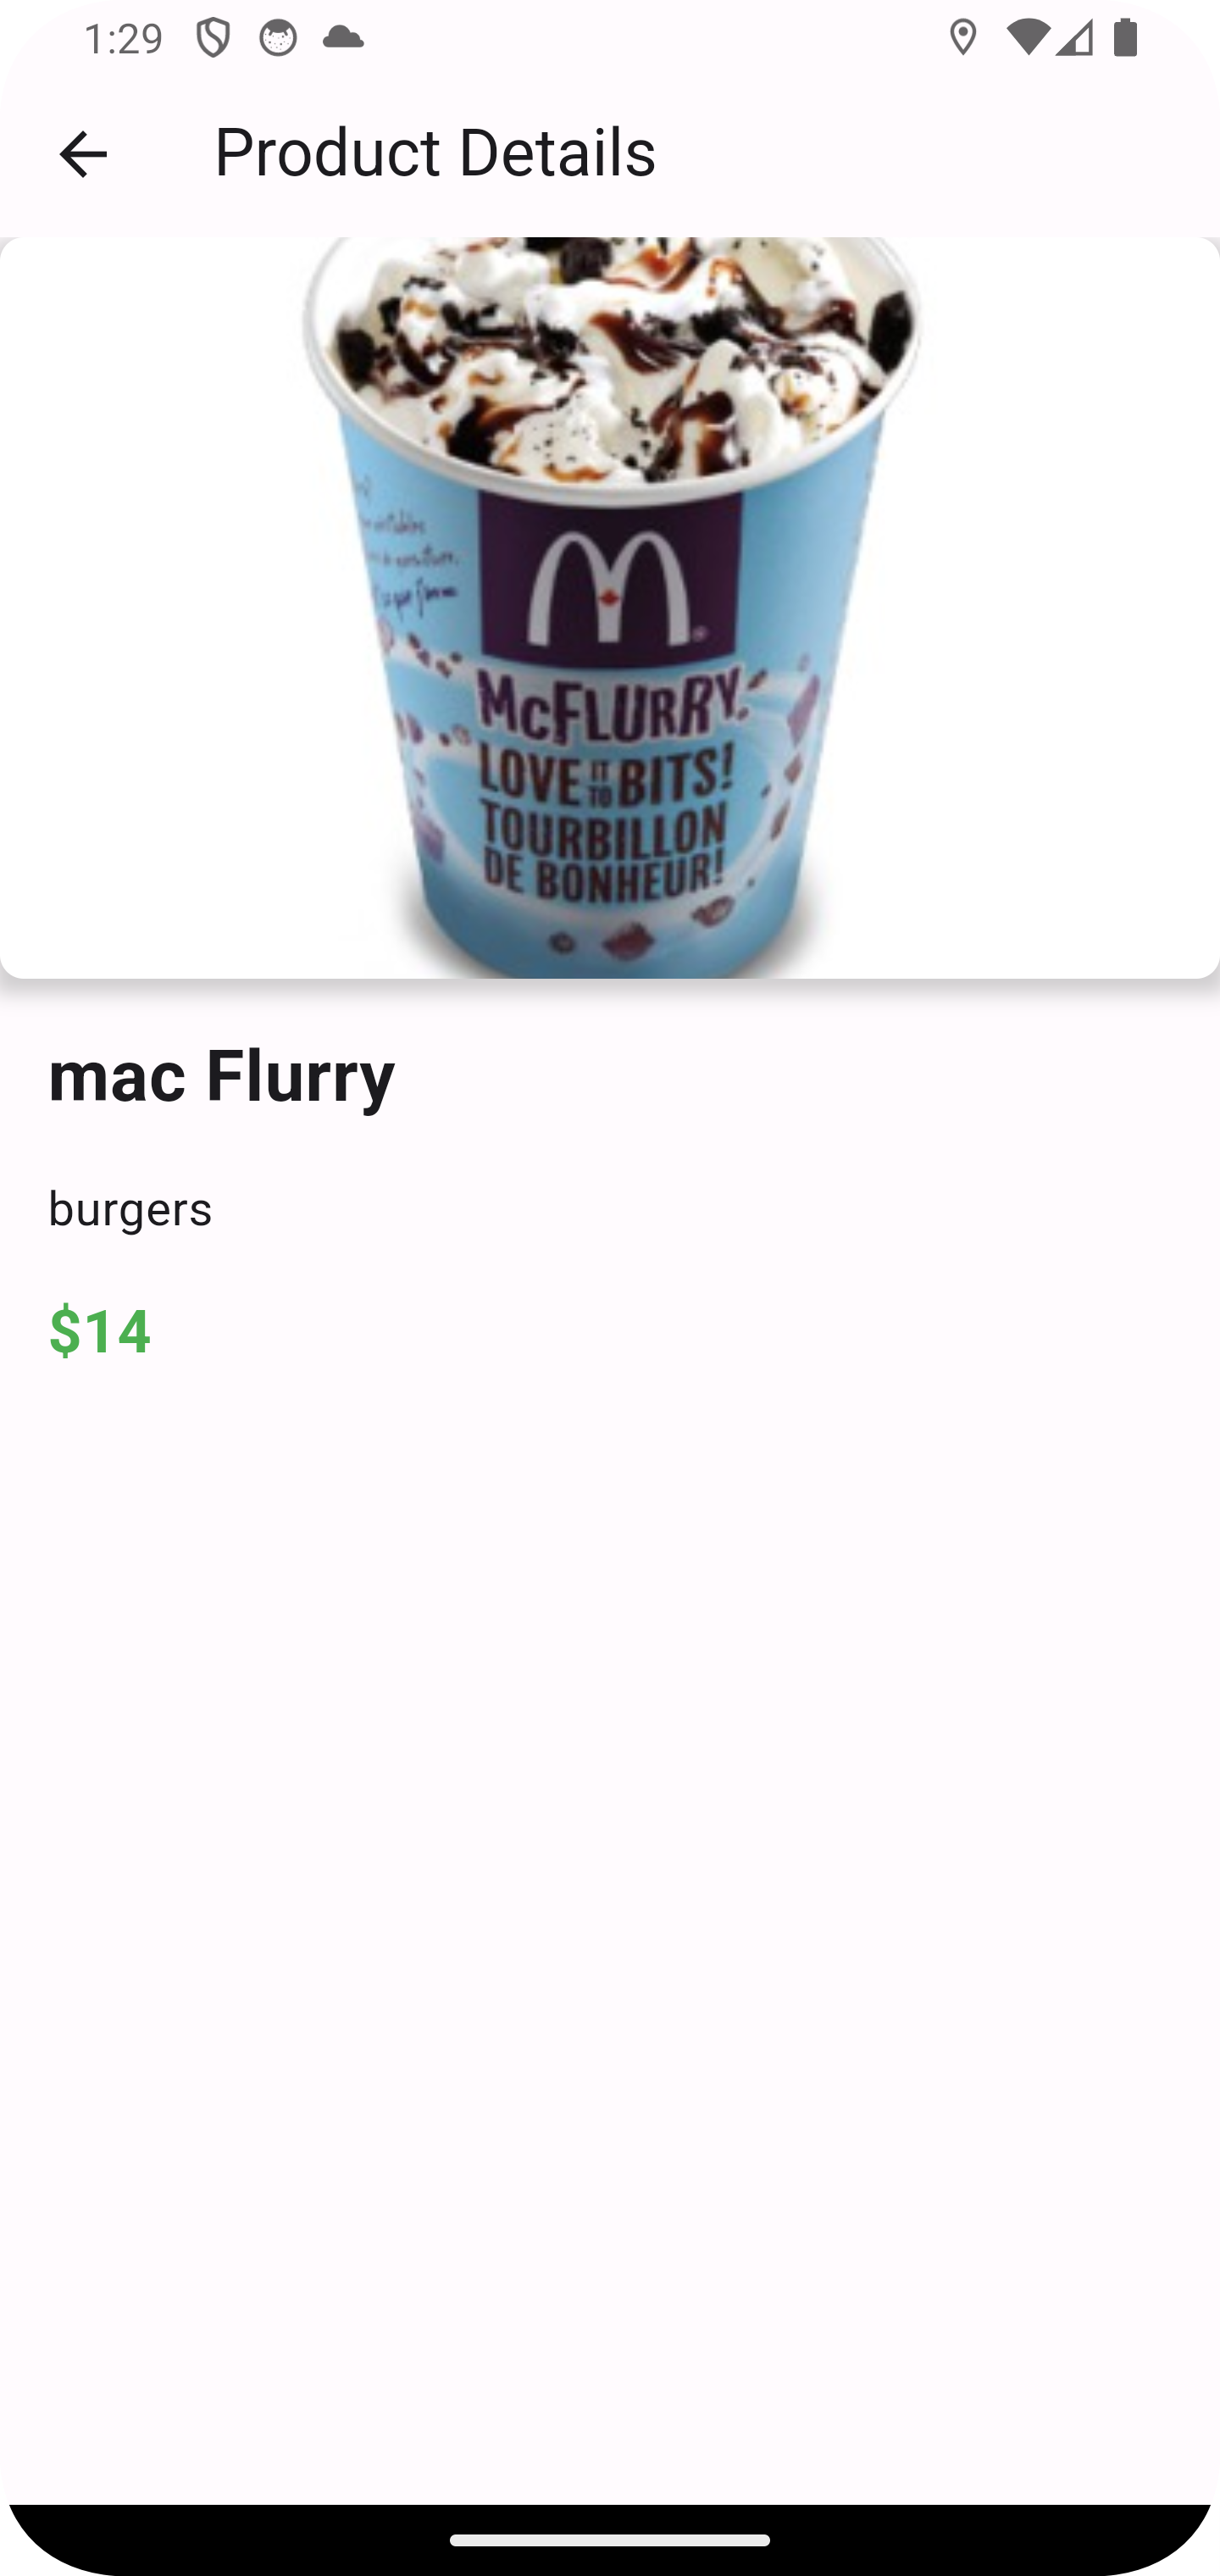 1:29
Product Details
M
McFLURRY.
LOVE IT TO BITS!
TOURBILLON
DE BONHEUR!
mac Flurry
burgers
$14